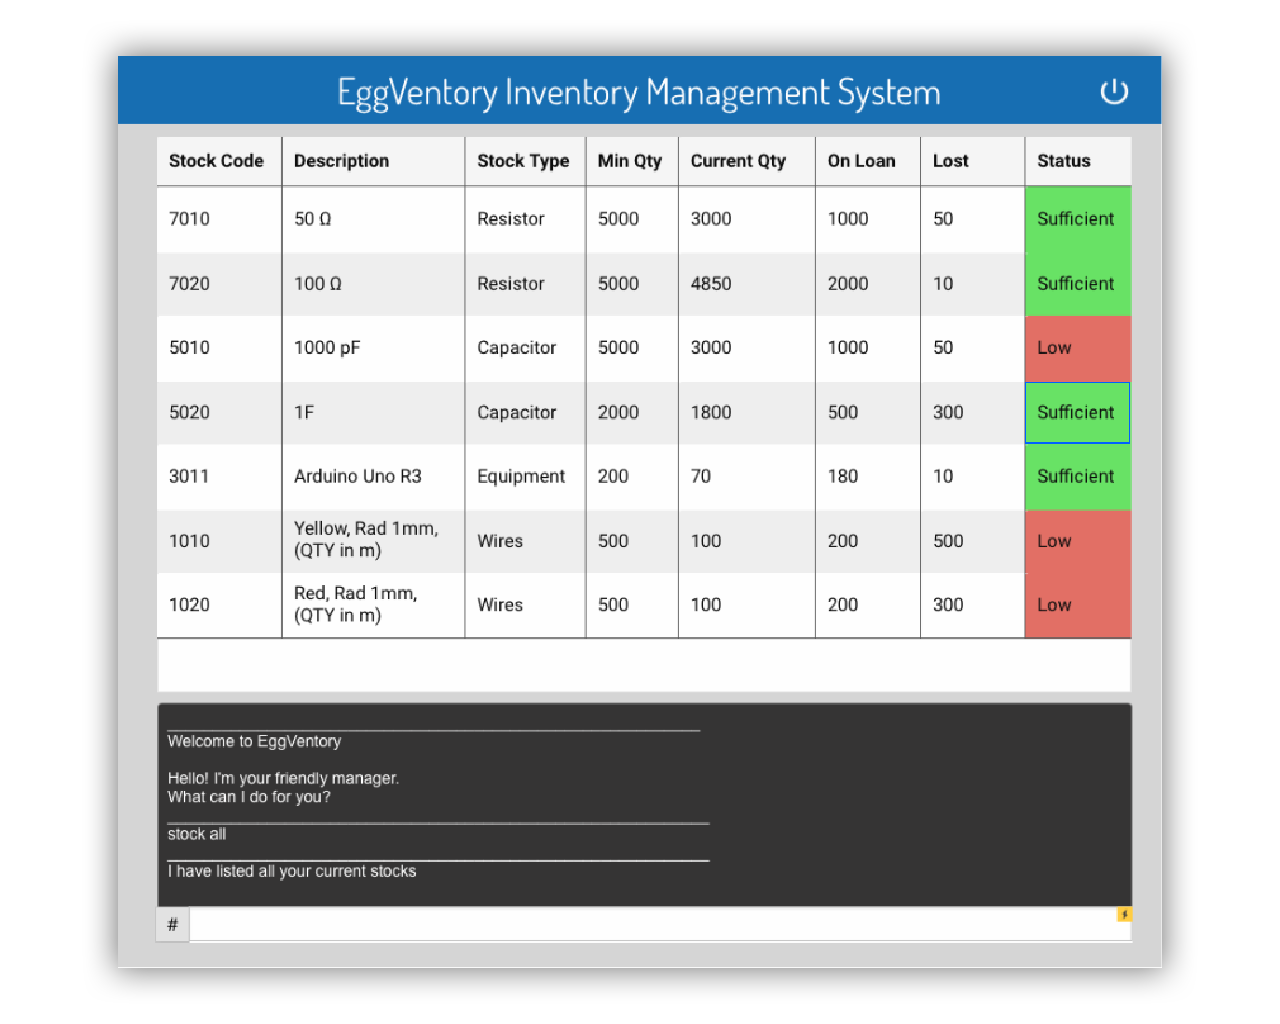 EggVentory Inventory Management System
Stock Code Description Stock Type Min Qty Current Qty On Loan Lost Status
7010 50 Ω Resistor 5000 3000 1000 50 Sufficient
7020 100 Ω Resistor 5000 4850 2000 10 Sufficient
5010 1000 pF Capacitor 5000 3000 1000 50 Low
5020 1F Capacitor 2000 1800 500 300 Sufficient
3011 Arduino Uno R3 Equipment 200 70 180 10 Sufficient
1010 Yellow, Rad 1mm, (QTY in m) Wires 500 100 200 500 Low
1020 Red, Rad 1mm, (QTY in m) Wires 500 100 200 300 Low
Welcome to EggVentory
Hello! I'm your friendly manager.
What can I do for you?
stock all
I have listed all your current stocks
#